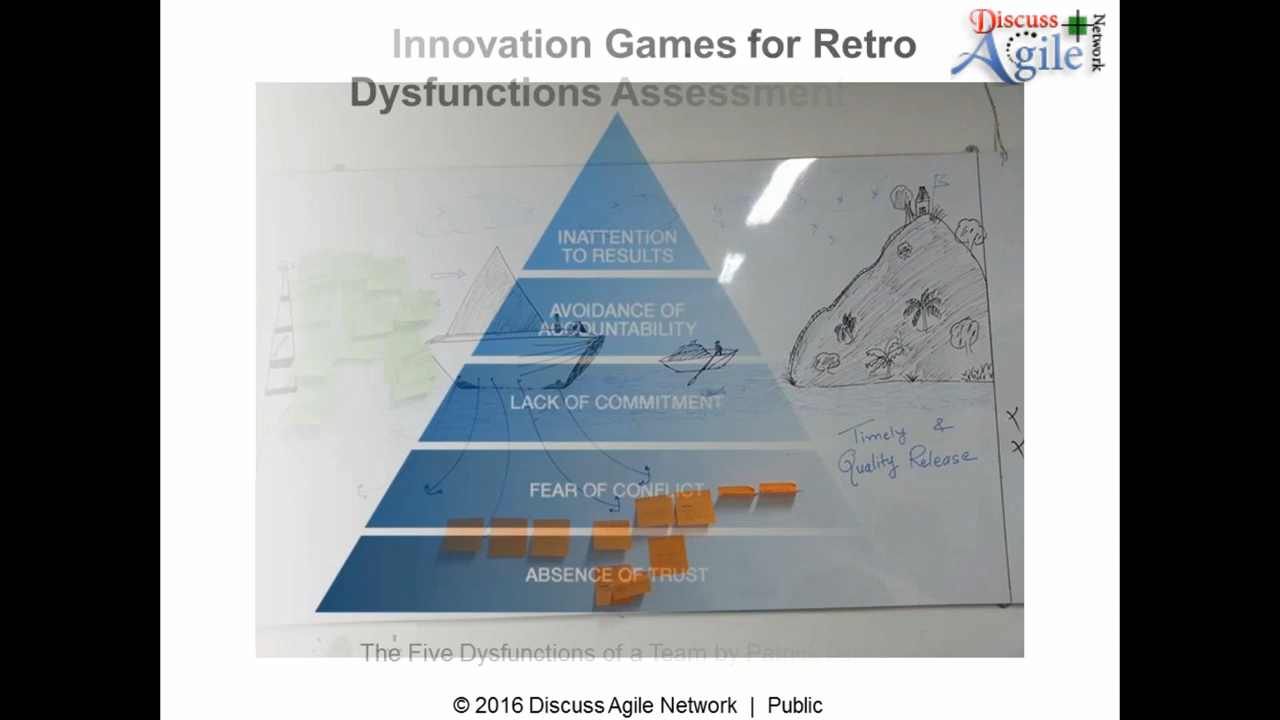 Innovation Games for Retro
Dysfunctions Assessment
Discuss
Agile
Network
INATTENTION
TO RESULTS
AVOIDANCE OF
ACCOUNTABILITY
LACK OF COMMITMENT
Timely &
Quality Release
FEAR OF CONFLICT
ABSENCE OF TRUST
The Five Dysfunctions of a Team by Patrick
© 2016 Discuss Agile Network | Public